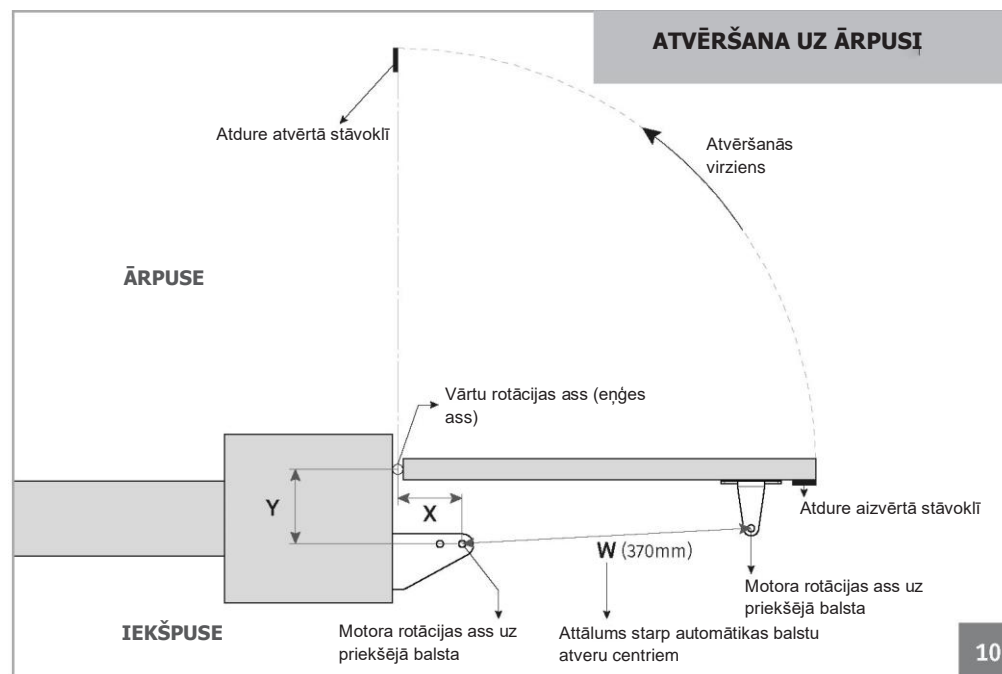 ATVĒRŠANA UZ ĀRPUSI
Atdure atvērtā stāvoklī
Atvēršanās
virziens
ĀRPUSE
Vārtu rotācijas ass (eņģes
ass)
Y
X
Atdure aizvērtā stāvoklī
W (370mm)
Motora rotācijas ass uz
priekšējā balsta
IEKŠPUSE
Motora rotācijas ass uz
priekšējā balsta
Attālums starp automātikas balstu
atveru centriem
10